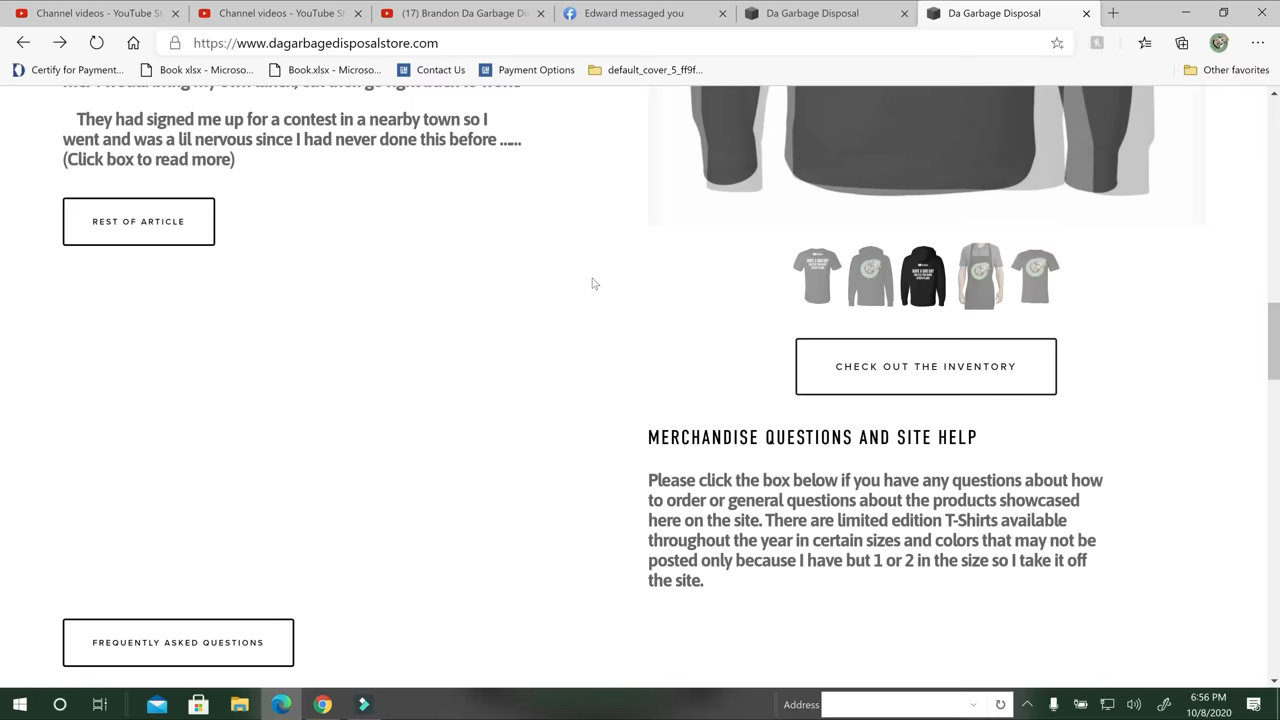 Channel videos - YouTube St
Channel videos - YouTube St
(17) Brandon Da Garbage Dis
Edward messaged you
Da Garbage Disposal
Da Garbage Disposal
https://www.dagarbagedisposalstore.com
Certify for Payment...
Book xlsx - Microso...
Book.xlsx - Microso...
Contact Us
Payment Options
default_cover_5_ff9f...
Other favorites
They had signed me up for a contest in a nearby town so I
went and was a lil nervous since I had never done this before ......
(Click box to read more)
REST OF ARTICLE
CHECK OUT THE INVENTORY
MERCHANDISE QUESTIONS AND SITE HELP
Please click the box below if you have any questions about how
to order or general questions about the products showcased
here on the site. There are limited edition T-Shirts available
throughout the year in certain sizes and colors that may not be
posted only because I have but 1 or 2 in the size so I take it off
the site.
FREQUENTLY ASKED QUESTIONS
Address
6:56 PM
10/8/2020